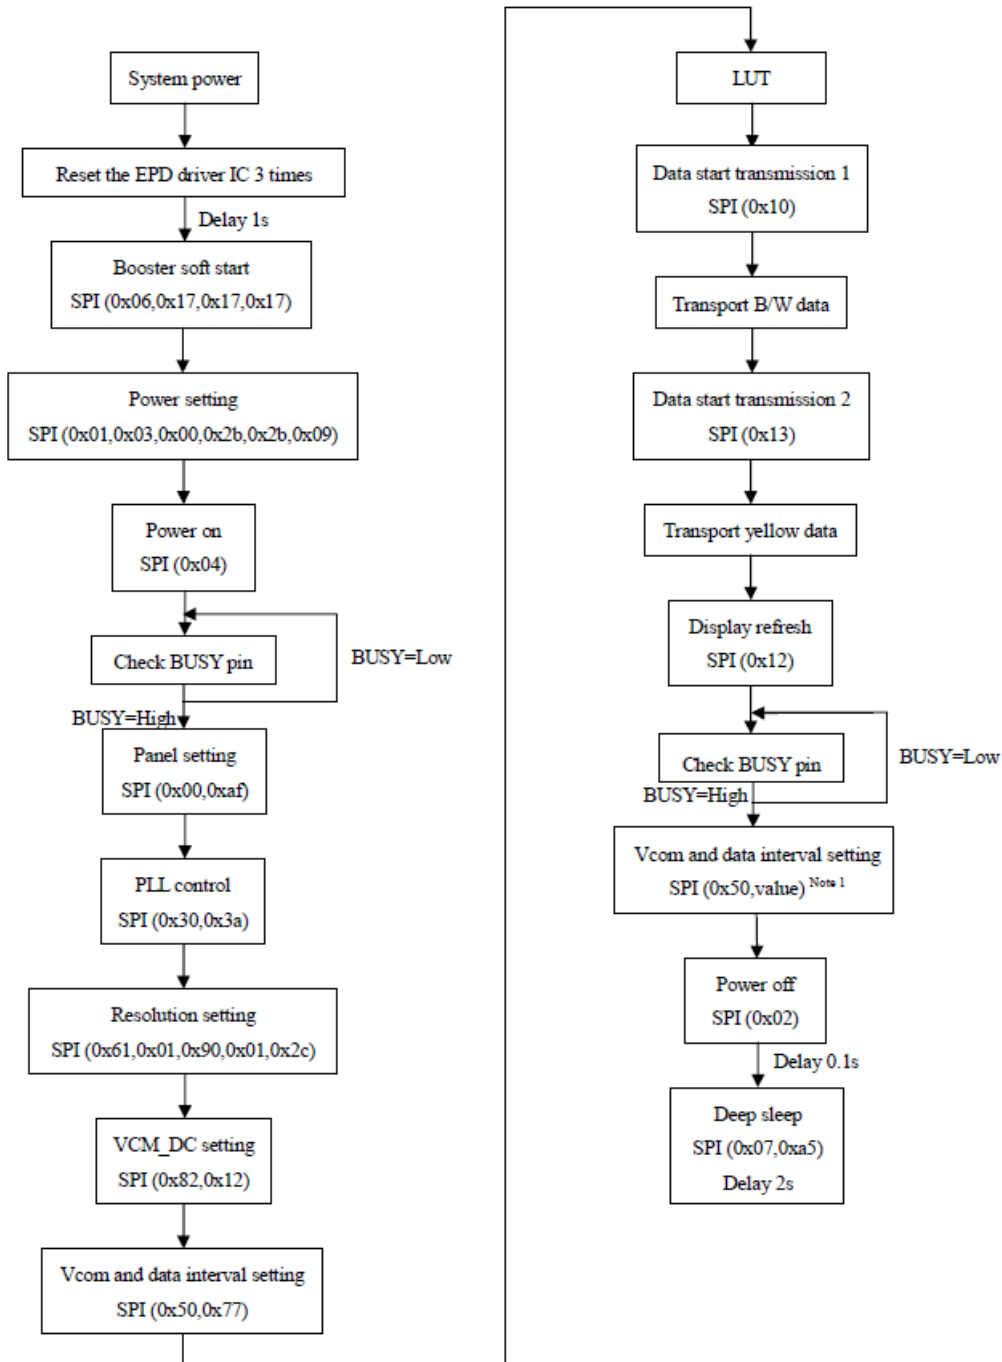 System power
Reset the EPD driver IC 3 times
Delay 1s
Booster soft start
SPI (0x06,0x17,0x17,0x17)
Power setting
SPI (0x01,0x03,0x00,0x2b,0x2b,0x09)
Power on
SPI (0x04)
Check BUSY pin
BUSY=Low
BUSY=High
Panel setting
SPI (0x00,0xaf)
PLL control
SPI (0x30,0x3a)
Resolution setting
SPI (0x61,0x01,0x90,0x01,0x2c)
VCM_DC setting
SPI (0x82,0x12)
Vcom and data interval setting
SPI (0x50,0x77)
LUT
Data start transmission 1
SPI (0x10)
Transport B/W data
Data start transmission 2
SPI (0x13)
Transport yellow data
Display refresh
SPI (0x12)
Check BUSY pin
BUSY=Low
BUSY=High
Vcom and data interval setting
SPI (0x50,value) Note 1
Power off
SPI (0x02)
Delay 0.1s
Deep sleep
SPI (0x07,0xa5)
Delay 2s